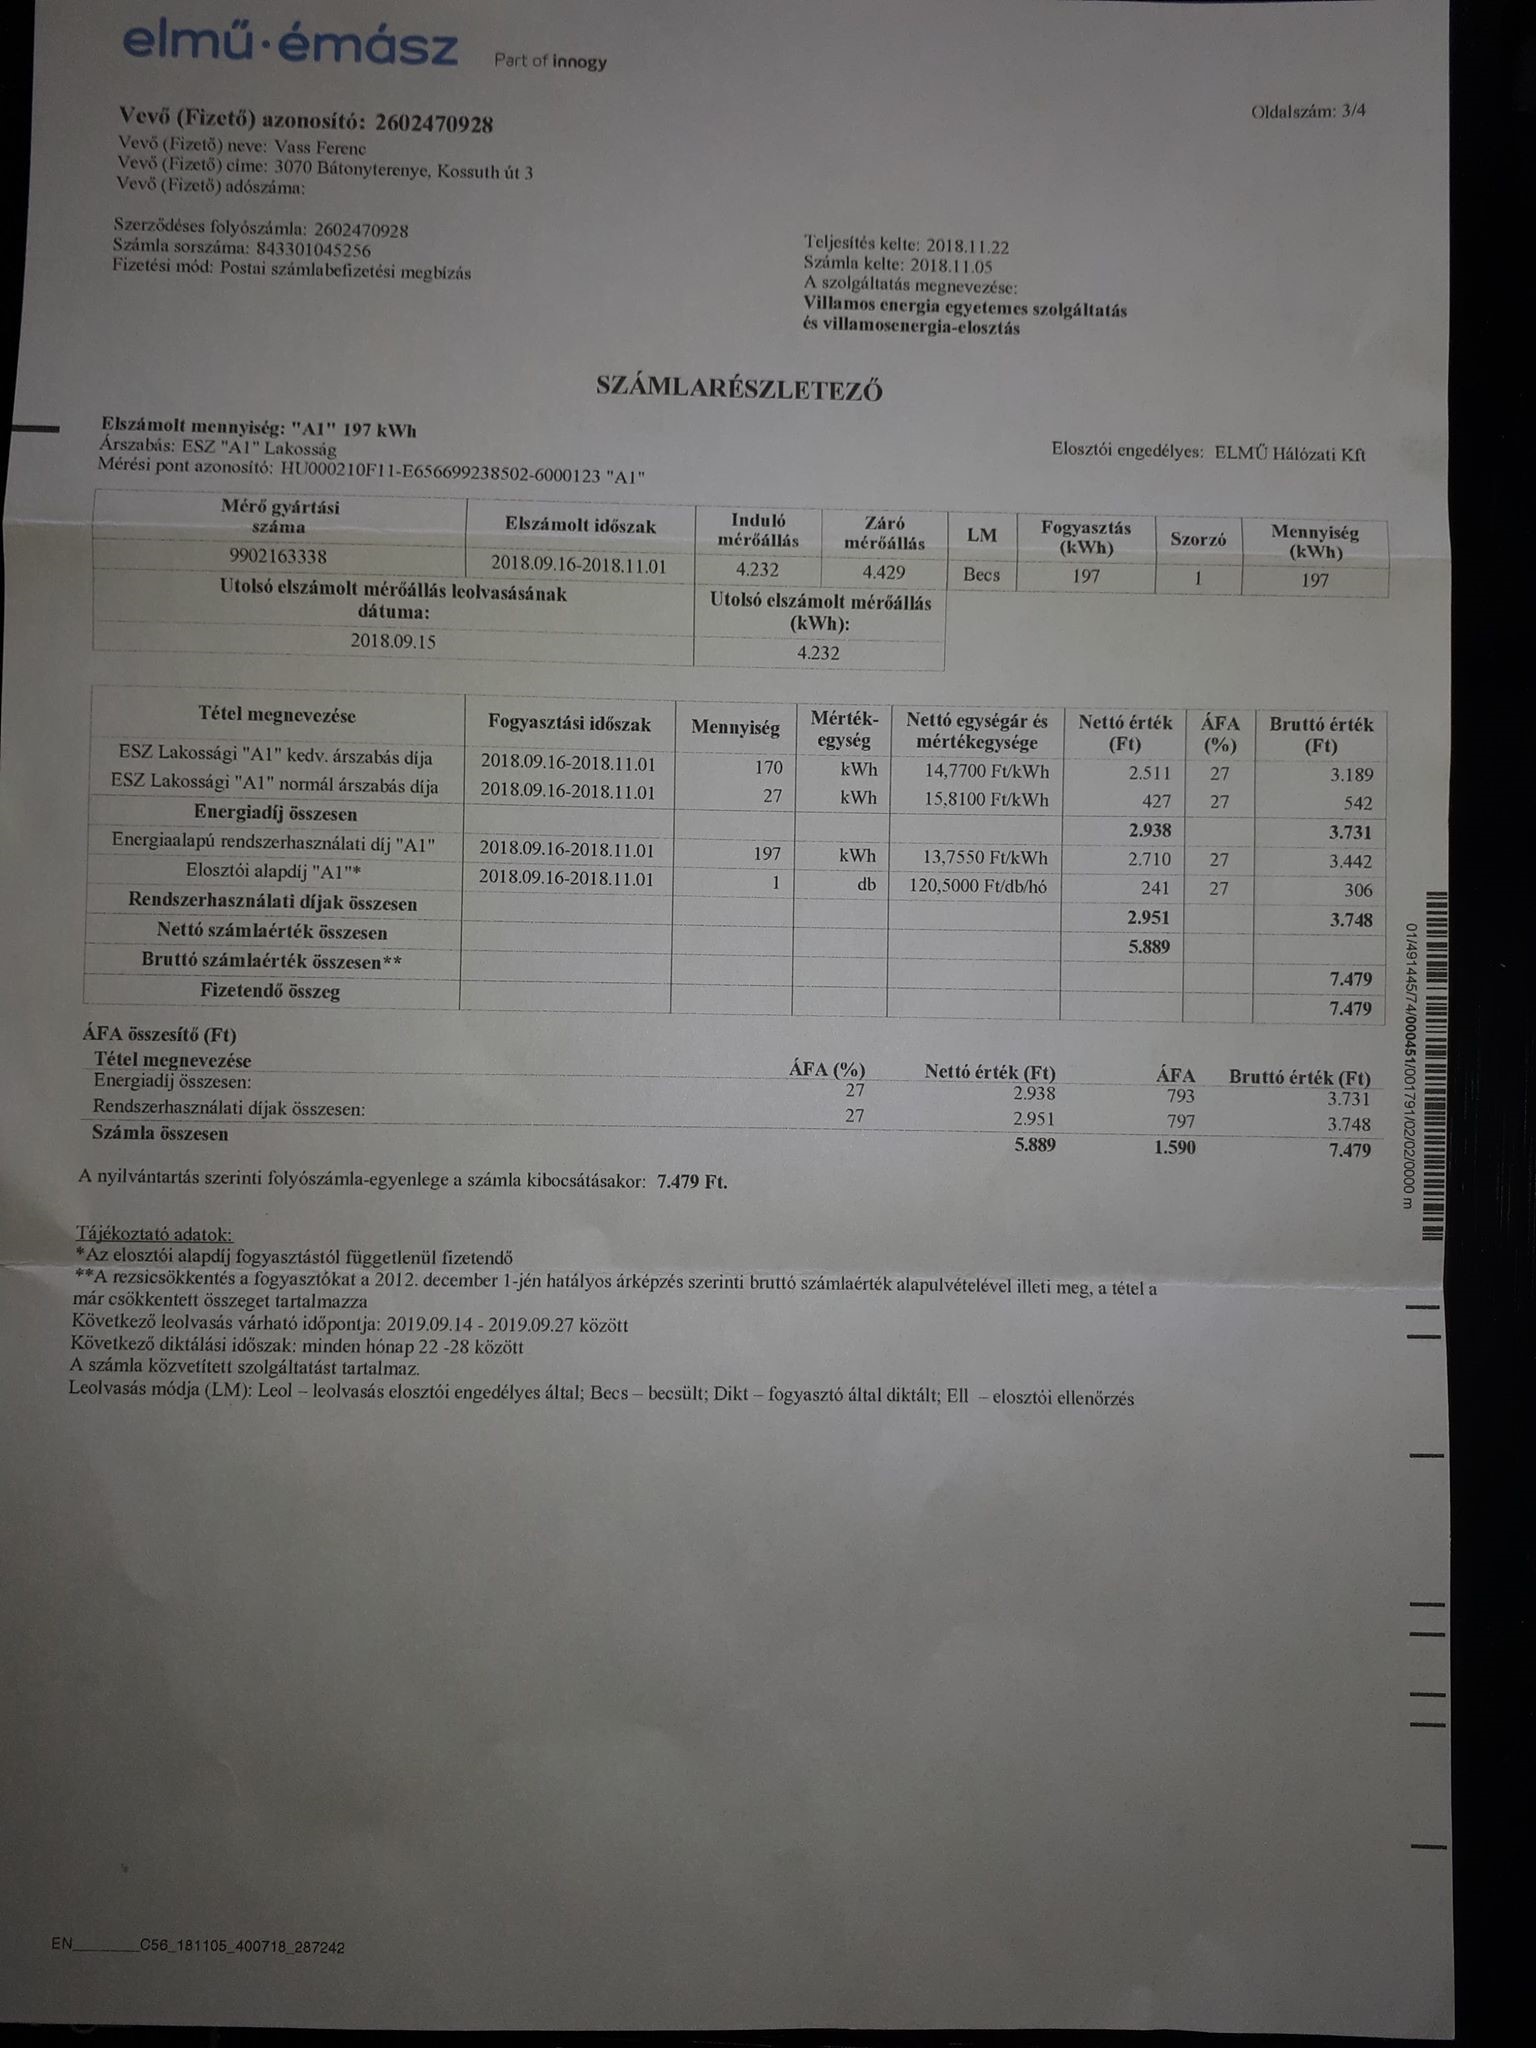 elmű·émász Part of innogy
Oldalszám: 3/4
Vevő (Fizető) azonosító: 2602470928
Vevő (Fizető) neve: Vass Ferenc
Vevő (Fizető) címe: 3070 Bátonyterenye, Kossuth út 3
Vevő (Fizető) adószáma:
Szerződéses folyószámla: 2602470928
Számla sorszáma: 843301045256
Fizetési mód: Postai számlabefizetési megbízás
Teljesítés kelte: 2018.11.22
Számla kelte: 2018.11.05
A szolgáltatás megnevezése:
Villamos energia egyetemes szolgáltatás
és villamosenergia-elosztás
SZÁMLARÉSZLETEZŐ
Elszámolt mennyiség: "A1" 197 kWh
Árszabás: ESZ "A1" Lakosság
Mérési pont azonosító: HU000210F11-E656699238502-6000123 "A1"
Elosztói engedélyes: ELMŰ Hálózati Kft
Mérő gyártási száma Elszámolt időszak Induló mérőállás Záró mérőállás LM Fogyasztás (kWh) Szorzó Mennyiség (kWh)
9902163338 2018.09.16-2018.11.01 4.232 4.429 Becs 197 1 197
Utolsó elszámolt mérőállás leolvasásának dátuma: Utolsó elszámolt mérőállás (kWh):
2018.09.15 4.232
Tétel megnevezése Fogyasztási időszak Mennyiség Mérték-egység Nettó egységár és mértékegysége Nettó érték (Ft) ÁFA (%) Bruttó érték (Ft)
ESZ Lakossági "A1" kedv. árszabás díja 2018.09.16-2018.11.01 170 kWh 14,7700 Ft/kWh 2.511 27 3.189
ESZ Lakossági "A1" normál árszabás díja 2018.09.16-2018.11.01 27 kWh 15,8100 Ft/kWh 427 27 542
Energiadíj összesen 2.938 3.731
Energiaalapú rendszerhasználati díj "A1" 2018.09.16-2018.11.01 197 kWh 13,7550 Ft/kWh 2.710 27 3.442
Elosztói alapdíj "A1"* 2018.09.16-2018.11.01 1 db 120,5000 Ft/db/hó 241 27 306
Rendszerhasználati díjak összesen 2.951 3.748
Nettó számlaérték összesen 5.889
Bruttó számlaérték összesen** 7.479
Fizetendő összeg 7.479
ÁFA összesítő (Ft)
Tétel megnevezése ÁFA (%) Nettó érték (Ft) ÁFA Bruttó érték (Ft)
Energiadíj összesen: 27 2.938 793 3.731
Rendszerhasználati díjak összesen: 27 2.951 797 3.748
Számla összesen 5.889 1.590 7.479
A nyilvántartás szerinti folyószámla-egyenlege a számla kibocsátásakor: 7.479 Ft.
Tájékoztató adatok:
*Az elosztói alapdíj fogyasztástól függetlenül fizetendő
**A rezsicsökkentés a fogyasztókat a 2012. december 1-jén hatályos árképzés szerinti bruttó számlaérték alapulvételével illeti meg, a tétel a
már csökkentett összeget tartalmazza
Következő leolvasás várható időpontja: 2019.09.14 - 2019.09.27 között
Következő diktálási időszak: minden hónap 22 -28 között
A számla közvetített szolgáltatást tartalmaz.
Leolvasás módja (LM): Leol – leolvasás elosztói engedélyes által; Becs – becsült; Dikt – fogyasztó által diktált; Ell – elosztói ellenőrzés
01/491445/74/000451/001791/02/02/0000 m
EN_______C56_181105_400718_287242